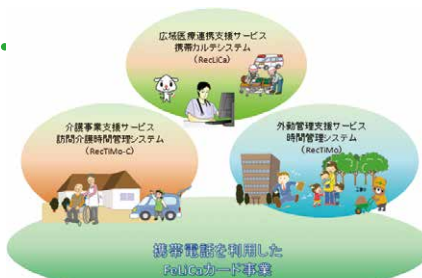 広域医療連携支援サービス
携帯カルテシステム
(RecLiCa)
介護事業支援サービス
訪問介護時間管理システム
(RecTiMo-C)
外勤管理支援サービス
時間管理システム
(RecTiMo)
携帯電話を利用した
FeLiCaカード事業